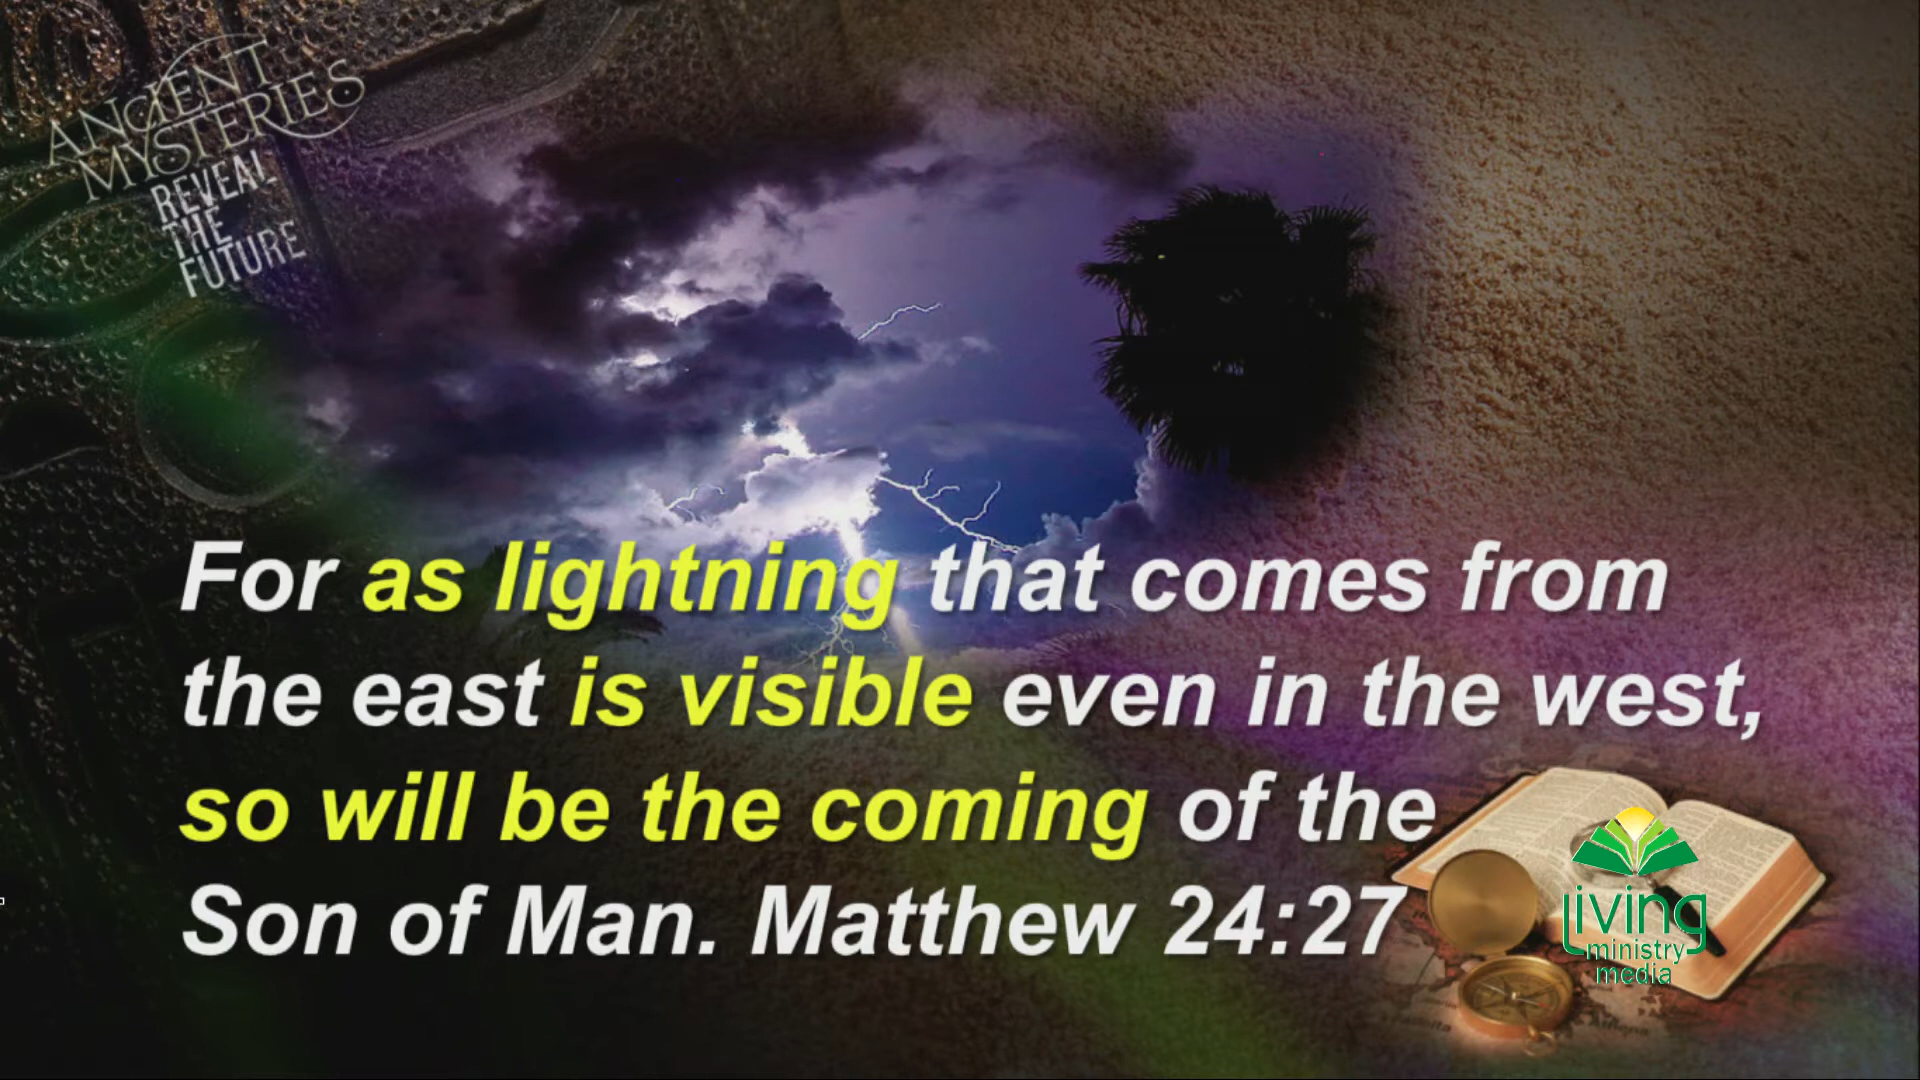 ANCIENT
MYSTERIES
REVEAL
THE
FUTURE
For as lightning that comes from
the east is visible even in the west,
so will be the coming of the
Son of Man. Matthew 24:27
living
ministry
media